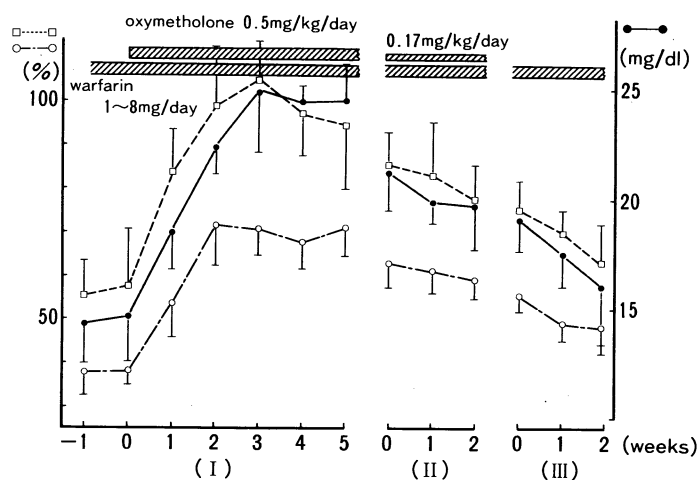 oxymetholone 0.5mg/kg/day
0.17mg/kg/day
(%)
(mg/dl)
warfarin
1~8mg/day
100
50
25
20
15
-1 0 1 2 3 4 5
0 1 2
0 1 2
(weeks)
(I)
(II)
(III)